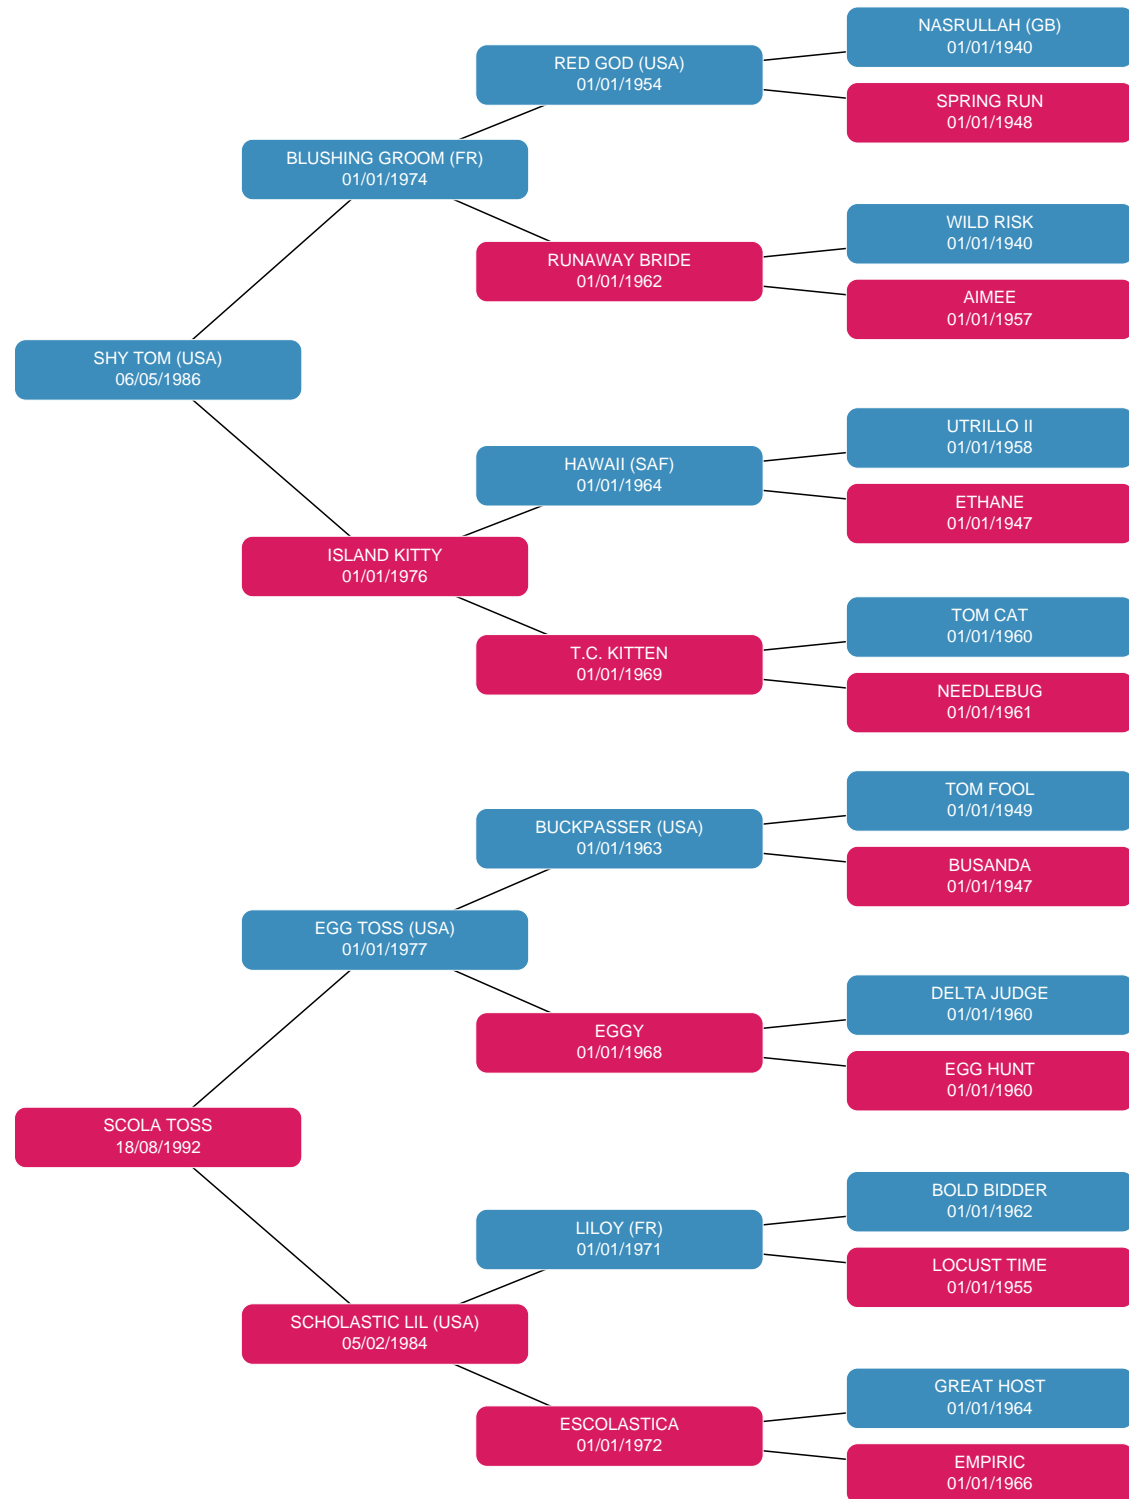 NASRULLAH (GB)
01/01/1940
RED GOD (USA)
01/01/1954
SPRING RUN
01/01/1948
BLUSHING GROOM (FR)
01/01/1974
WILD RISK
01/01/1940
RUNAWAY BRIDE
01/01/1962
AIMEE
01/01/1957
SHY TOM (USA)
06/05/1986
UTRILLO II
01/01/1958
HAWAII (SAF)
01/01/1964
ETHANE
01/01/1947
ISLAND KITTY
01/01/1976
TOM CAT
01/01/1960
T.C. KITTEN
01/01/1969
NEEDLEBUG
01/01/1961
TOM FOOL
01/01/1949
BUCKPASSER (USA)
01/01/1963
BUSANDA
01/01/1947
EGG TOSS (USA)
01/01/1977
DELTA JUDGE
01/01/1960
EGGY
01/01/1968
EGG HUNT
01/01/1960
SCOLA TOSS
18/08/1992
BOLD BIDDER
01/01/1962
LILOY (FR)
01/01/1971
LOCUST TIME
01/01/1955
SCHOLASTIC LIL (USA)
05/02/1984
GREAT HOST
01/01/1964
ESCOLASTICA
01/01/1972
EMPIRIC
01/01/1966